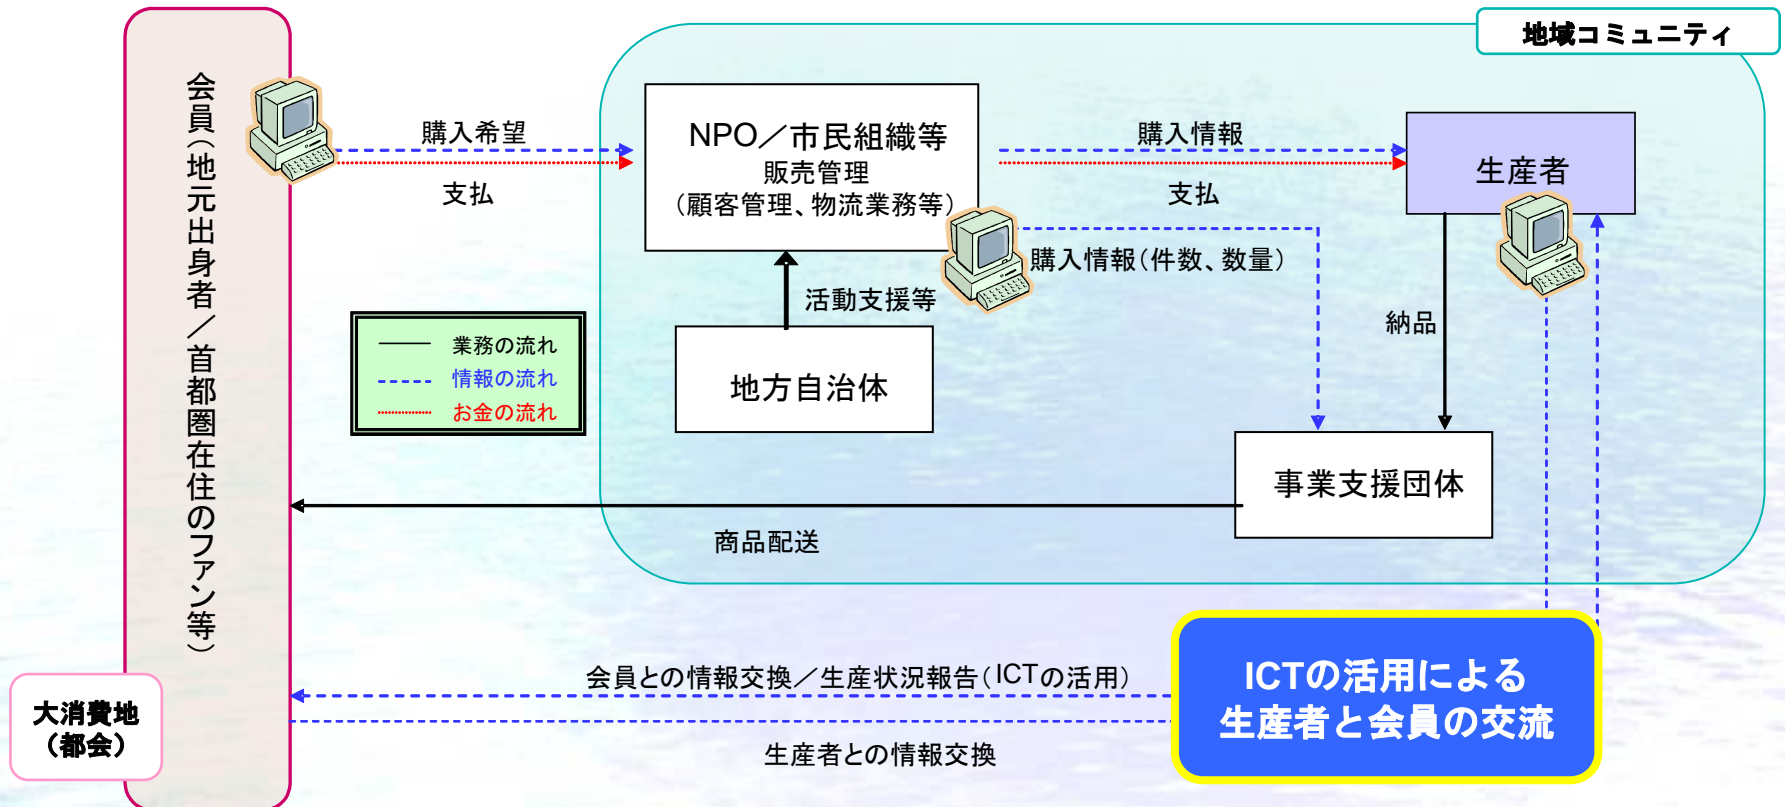 地域コミュニティ
会員（地元出身者／首都圏在住のファン等）
購入希望
支払
NPO／市民組織等
販売管理
（顧客管理、物流業務等）
購入情報
支払
生産者
購入情報（件数、数量）
活動支援等
納品
業務の流れ
情報の流れ
お金の流れ
地方自治体
事業支援団体
商品配送
会員との情報交換／生産状況報告（ICTの活用）
ICTの活用による
生産者と会員の交流
大消費地
（都会）
生産者との情報交換